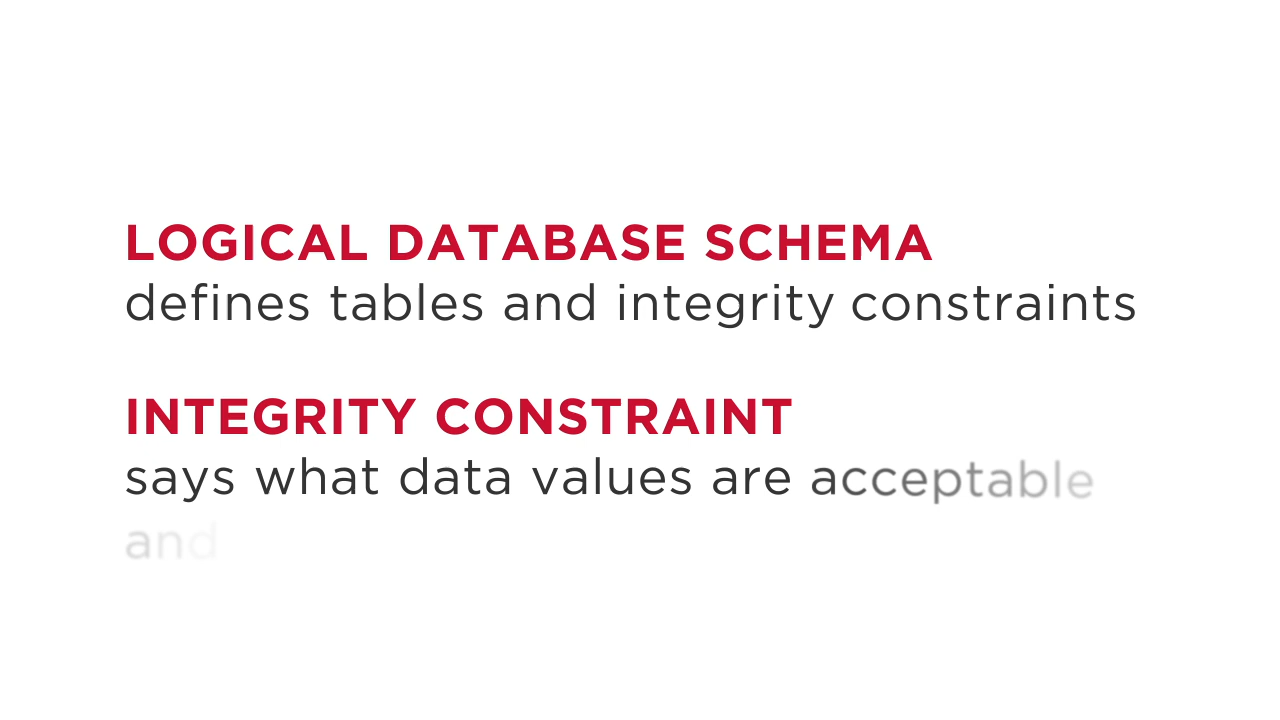 LOGICAL DATABASE SCHEMA
defines tables and integrity constraints
INTEGRITY CONSTRAINT
says what data values are acceptable
and